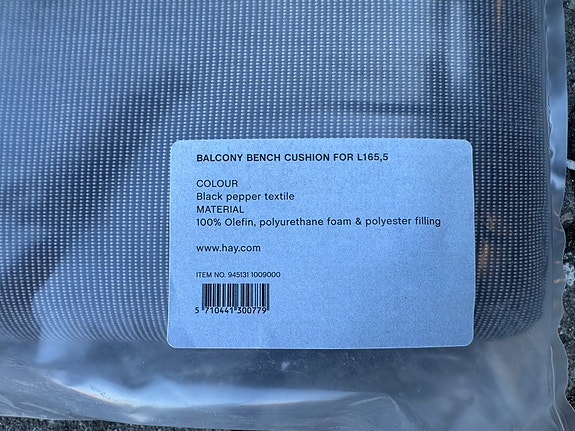 BALCONY BENCH CUSHION FOR L165,5
COLOUR
Black pepper textile
MATERIAL
100% Olefin, polyurethane foam & polyester filling
www.hay.com
ITEM NO. 945131 1009000
5 710441 300779